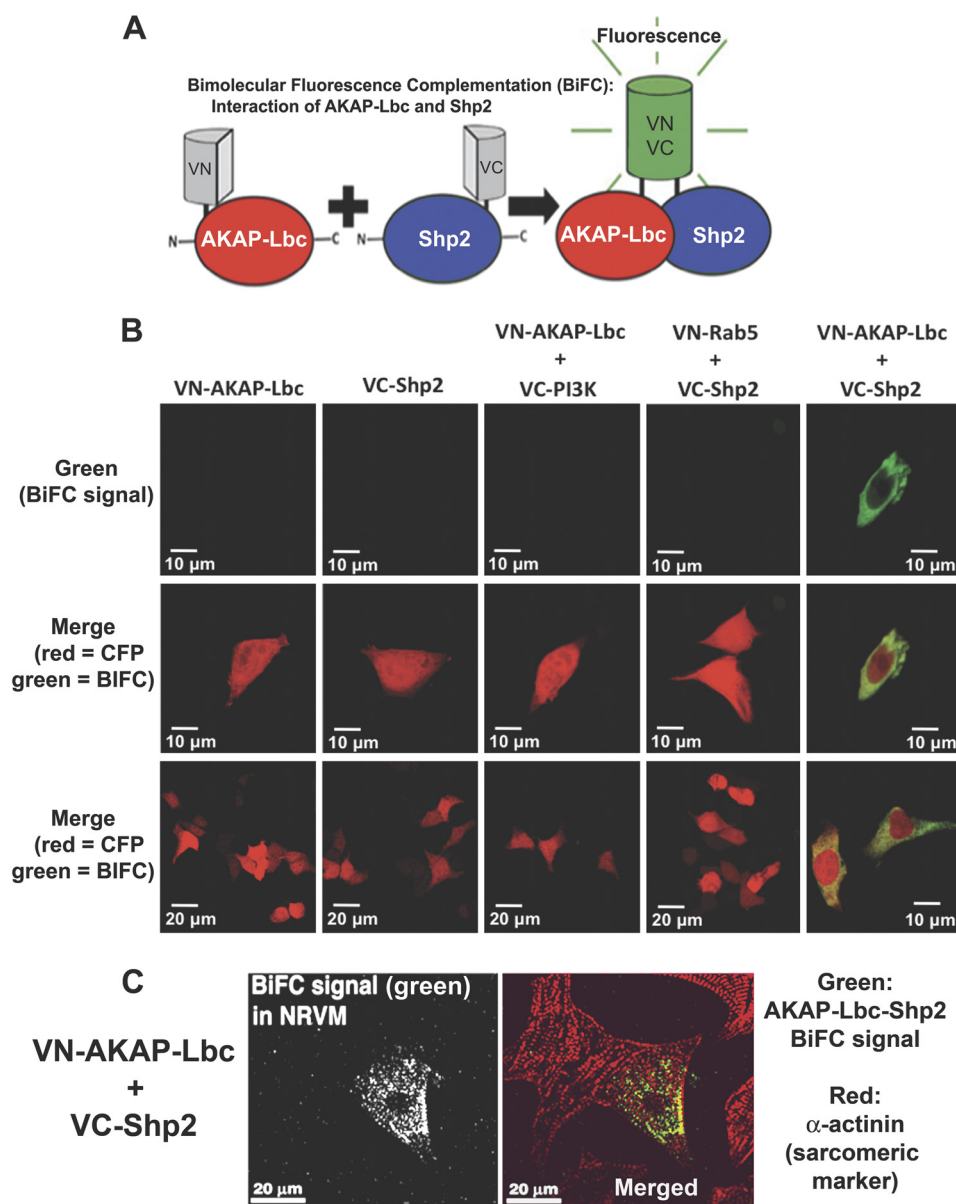 A
Fluorescence
Bimolecular Fluorescence Complementation (BiFC):
Interaction of AKAP-Lbc and Shp2
VN
VC
VN
VC
N
AKAP-Lbc
C
N
Shp2
C
AKAP-Lbc
Shp2
B
VN-AKAP-Lbc
VC-Shp2
VN-AKAP-Lbc
+
VC-PI3K
VN-Rab5
+
VC-Shp2
VN-AKAP-Lbc
+
VC-Shp2
Green
(BiFC signal)
10 µm
10 µm
10 µm
10 µm
10 µm
Merge
(red = CFP
green = BIFC)
10 µm
10 µm
10 µm
10 µm
10 µm
Merge
(red = CFP
green = BIFC)
20 µm
20 µm
20 µm
20 µm
10 µm
C
VN-AKAP-Lbc
+
VC-Shp2
BiFC signal (green)
in NRVM
20 µm
20 µm
Merged
Green:
AKAP-Lbc-Shp2
BiFC signal
Red:
α-actinin
(sarcomeric
marker)